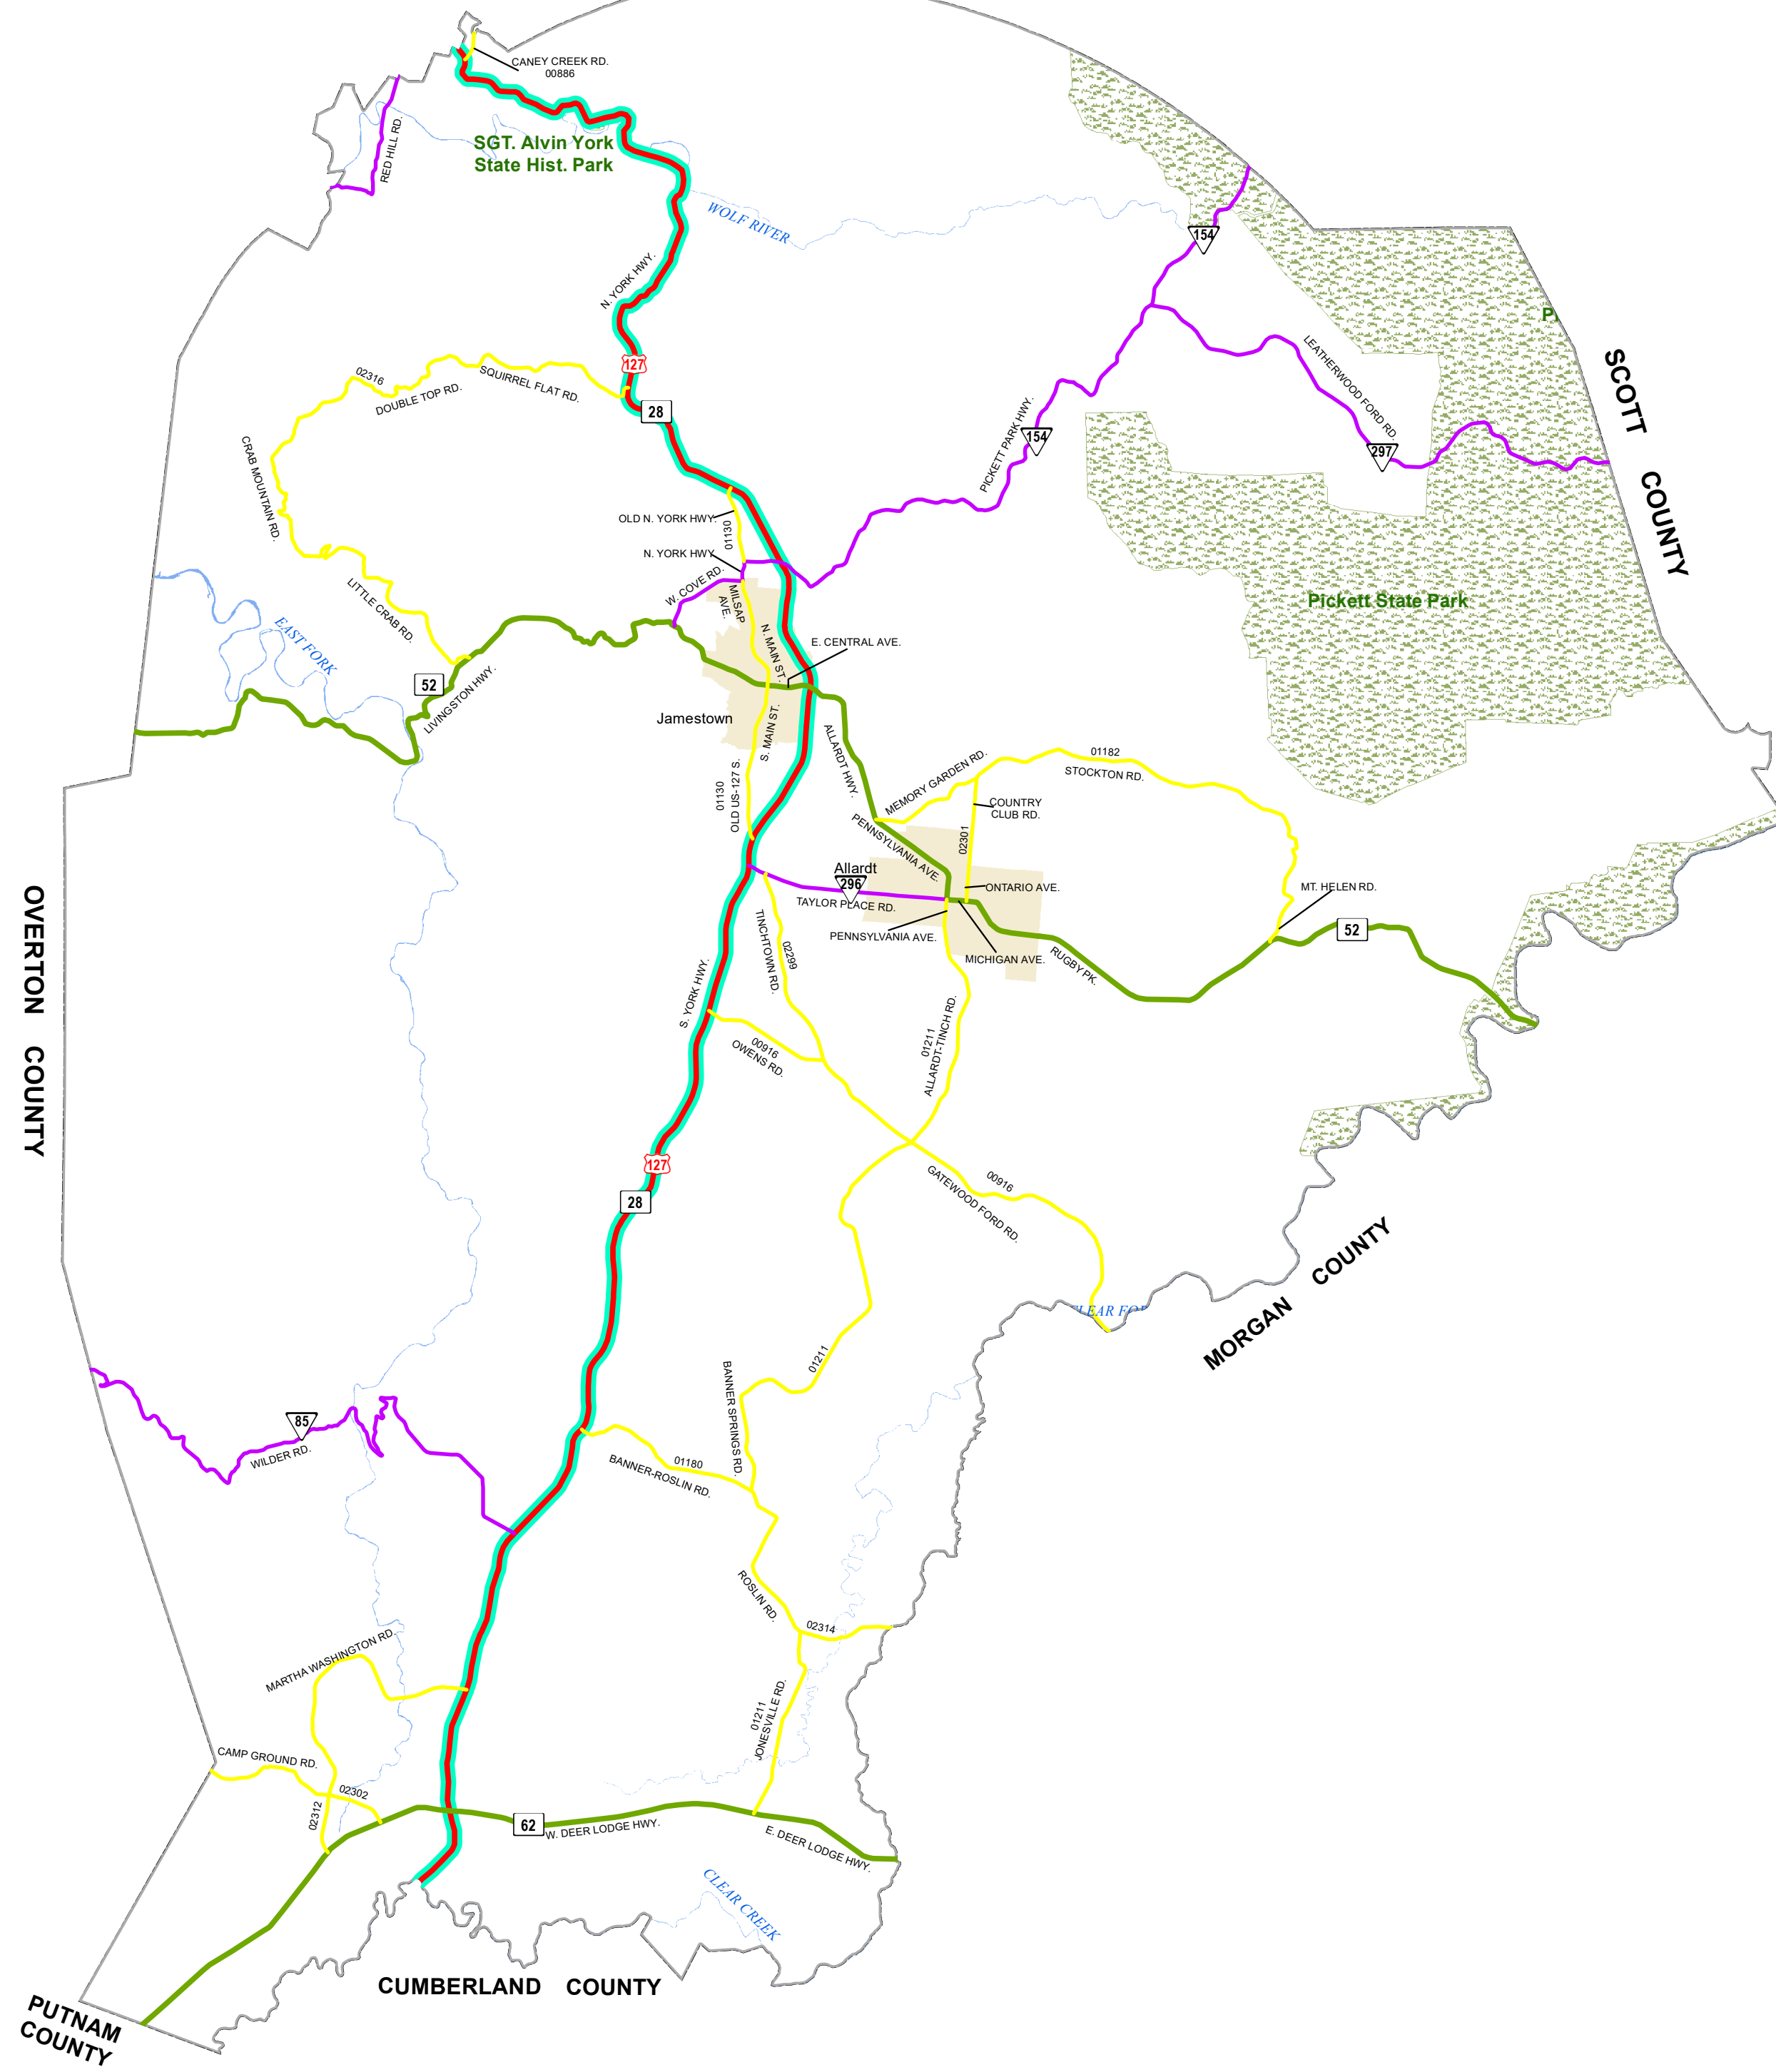 CANEY CREEK RD.
00886
SGT. Alvin York
State Hist. Park
RED HILL RD.
WOLF RIVER
154
N. YORK HWY.
127
28
SCOTT COUNTY
LEATHERWOOD FORD RD.
297
PICKETT PARK HWY.
154
02316
DOUBLE TOP RD.
SQUIRREL FLAT RD.
CRAB MOUNTAIN RD.
OLD N. YORK HWY.
01130
N. YORK HWY.
W. COVE RD.
MILSAP
AVE.
LITTLE CRAB RD.
EAST FORK
N. MAIN ST.
E. CENTRAL AVE.
Pickett State Park
52
LIVINGSTON HWY.
Jamestown
S. MAIN ST.
ALLARDT HWY.
01130
OLD US-127 S.
MEMORY GARDEN RD.
01182
STOCKTON RD.
COUNTRY
CLUB RD.
02301
PENNSYLVANIA AVE.
Allardt
296
TAYLOR PLACE RD.
ONTARIO AVE.
PENNSYLVANIA AVE.
MICHIGAN AVE.
MT. HELEN RD.
52
RUGBY PK.
OVERTON COUNTY
TINCHTOWN RD.
02299
S. YORK HWY.
00916
OWENS RD.
01211
ALLARDT-TINCH RD.
127
28
GATEWOOD FORD RD.
00916
MORGAN COUNTY
01211
BANNER SPRINGS RD.
85
WILDER RD.
01180
BANNER-ROSLIN RD.
ROSLIN RD.
02314
MARTHA WASHINGTON RD.
01211
JONESVILLE RD.
CAMP GROUND RD.
02302
02312
62
W. DEER LODGE HWY.
E. DEER LODGE HWY.
CLEAR CREEK
CUMBERLAND COUNTY
PUTNAM
COUNTY